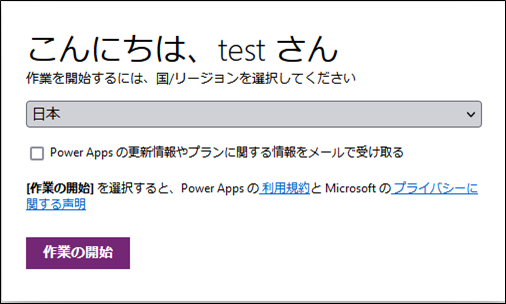 こんにちは、test さん
作業を開始するには、国/リージョンを選択してください
日本
Power Apps の更新情報やプランに関する情報をメールで受け取る
[作業の開始] を選択すると、Power Apps の 利用規約と Microsoft の プライバシーに
関する声明
作業の開始